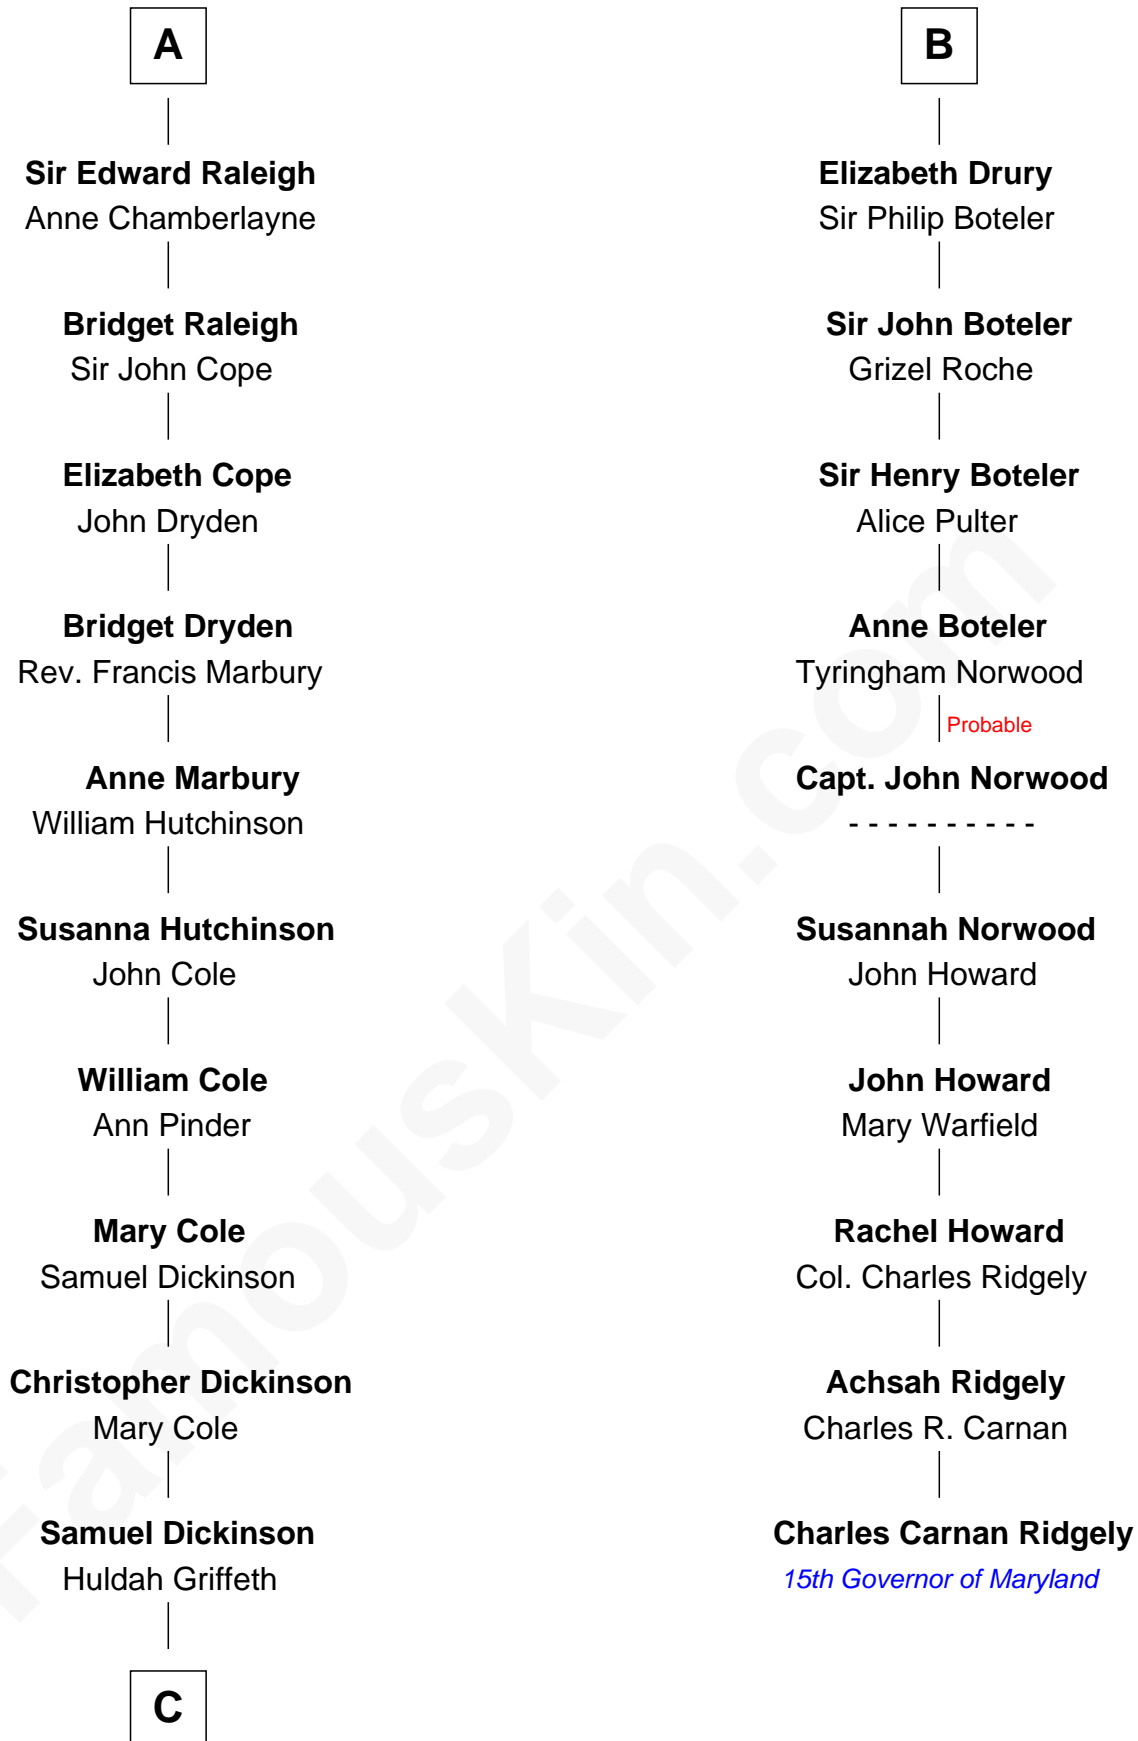 A
Sir Edward Raleigh
Anne Chamberlayne
Bridget Raleigh
Sir John Cope
Elizabeth Cope
John Dryden
Bridget Dryden
Rev. Francis Marbury
Anne Marbury
William Hutchinson
Susanna Hutchinson
John Cole
William Cole
Ann Pinder
Mary Cole
Samuel Dickinson
Christopher Dickinson
Mary Cole
Samuel Dickinson
Huldah Griffeth
C
B
Elizabeth Drury
Sir Philip Boteler
Sir John Boteler
Grizel Roche
Sir Henry Boteler
Alice Pulter
Anne Boteler
Tyringham Norwood
Probable
Capt. John Norwood
- - - - - - - - - -
Susannah Norwood
John Howard
John Howard
Mary Warfield
Rachel Howard
Col. Charles Ridgely
Achsah Ridgely
Charles R. Carnan
Charles Carnan Ridgely
15th Governor of Maryland
FamousKin.com